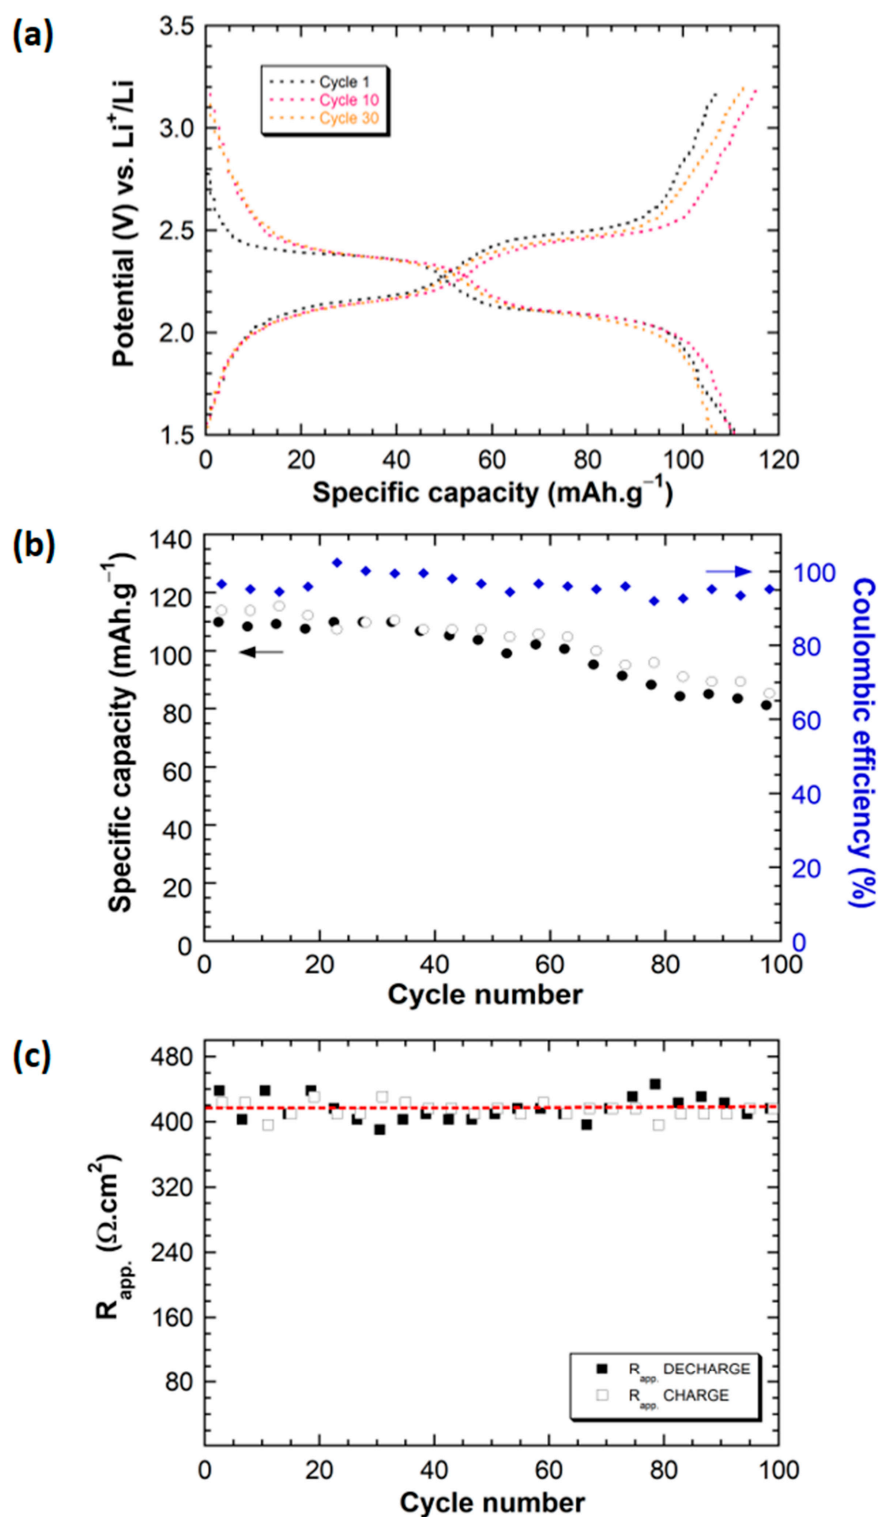 (a)
Potential (V) vs. Li⁺/Li
3.5
3.0
2.5
2.0
1.5
Cycle 1
Cycle 10
Cycle 30
0 20 40 60 80 100 120
Specific capacity (mAh.g⁻¹)
(b)
Specific capacity (mAh.g⁻¹)
140
120
100
80
60
40
20
0
100
80
60
40
20
0
Coulombic efficiency (%)
0 20 40 60 80 100
Cycle number
(c)
R_app. (Ω.cm²)
480
400
320
240
160
80
R_app. DECHARGE
R_app. CHARGE
0 20 40 60 80 100
Cycle number